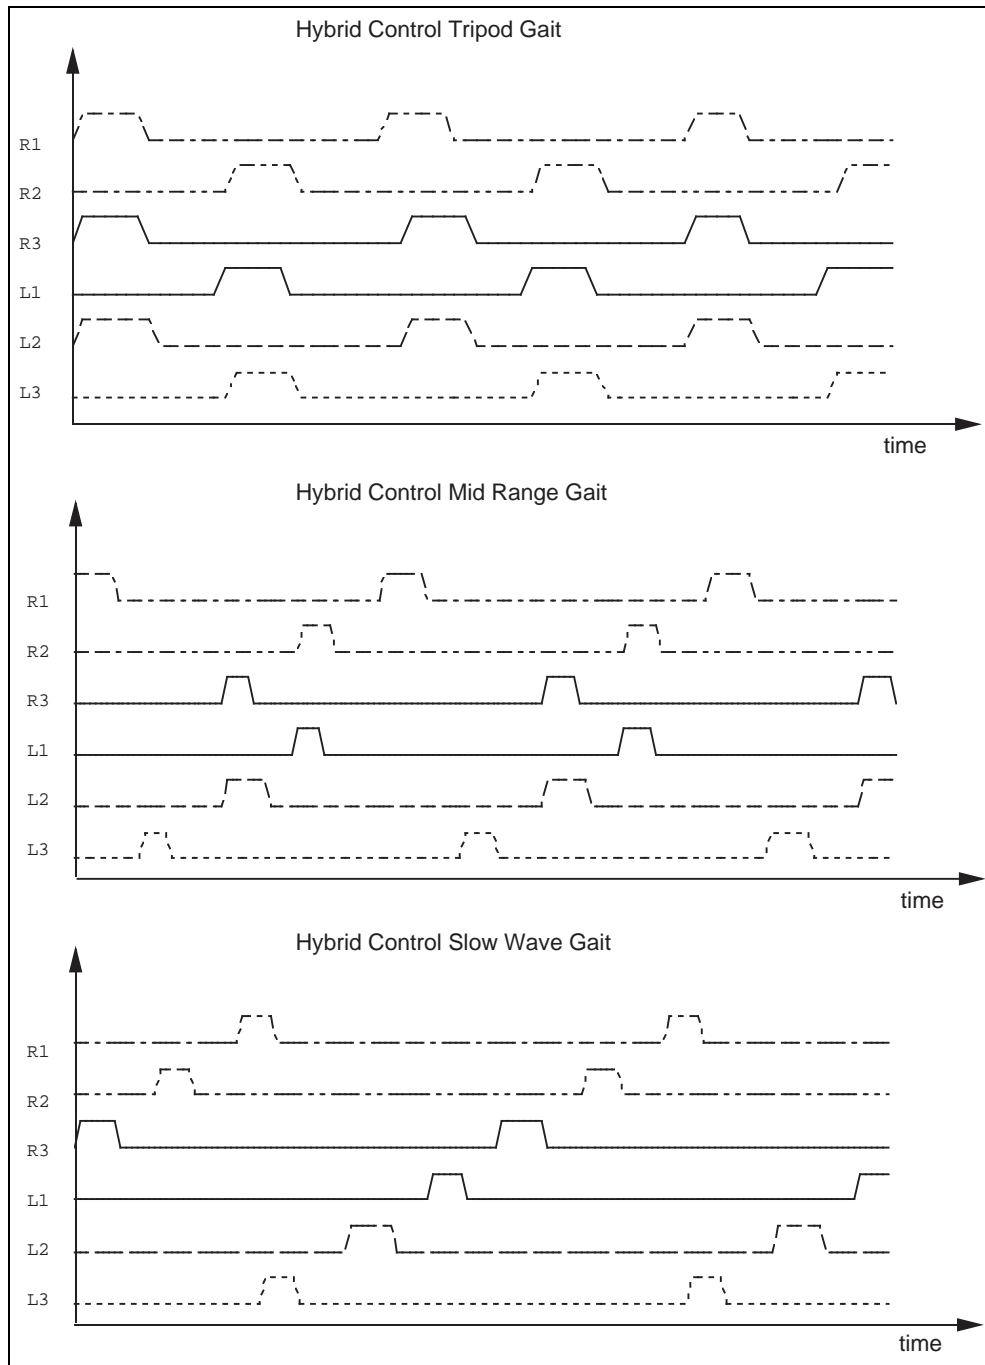 Hybrid Control Tripod Gait
R1
R2
R3
L1
L2
L3
time
Hybrid Control Mid Range Gait
R1
R2
R3
L1
L2
L3
time
Hybrid Control Slow Wave Gait
R1
R2
R3
L1
L2
L3
time